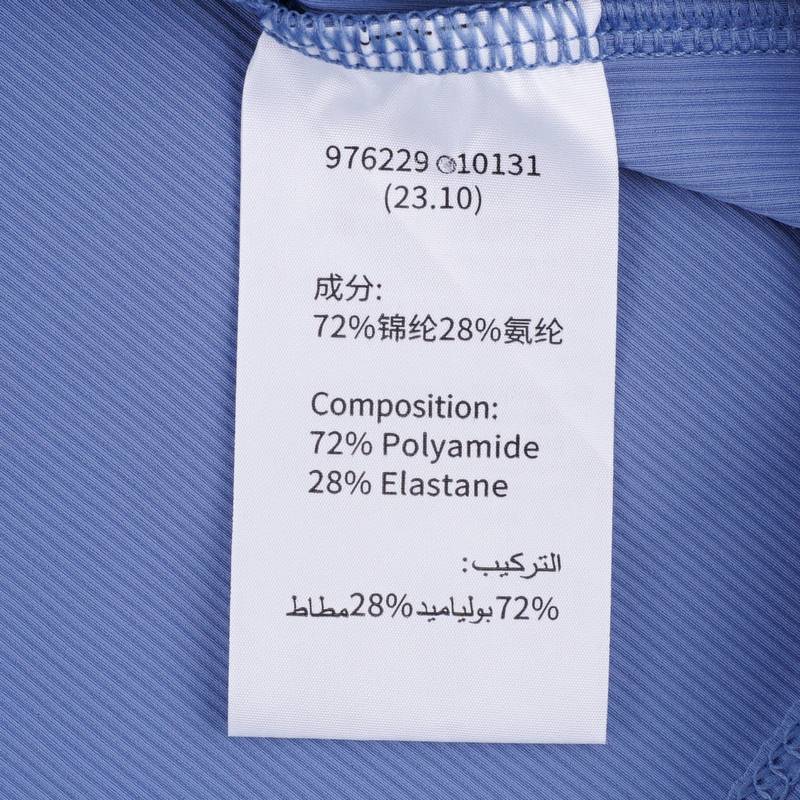 976229 10131
(23.10)
成分:
72%锦纶28%氨纶
Composition:
72% Polyamide
28% Elastane
التركيب:
72%بولياميد28%مطاط